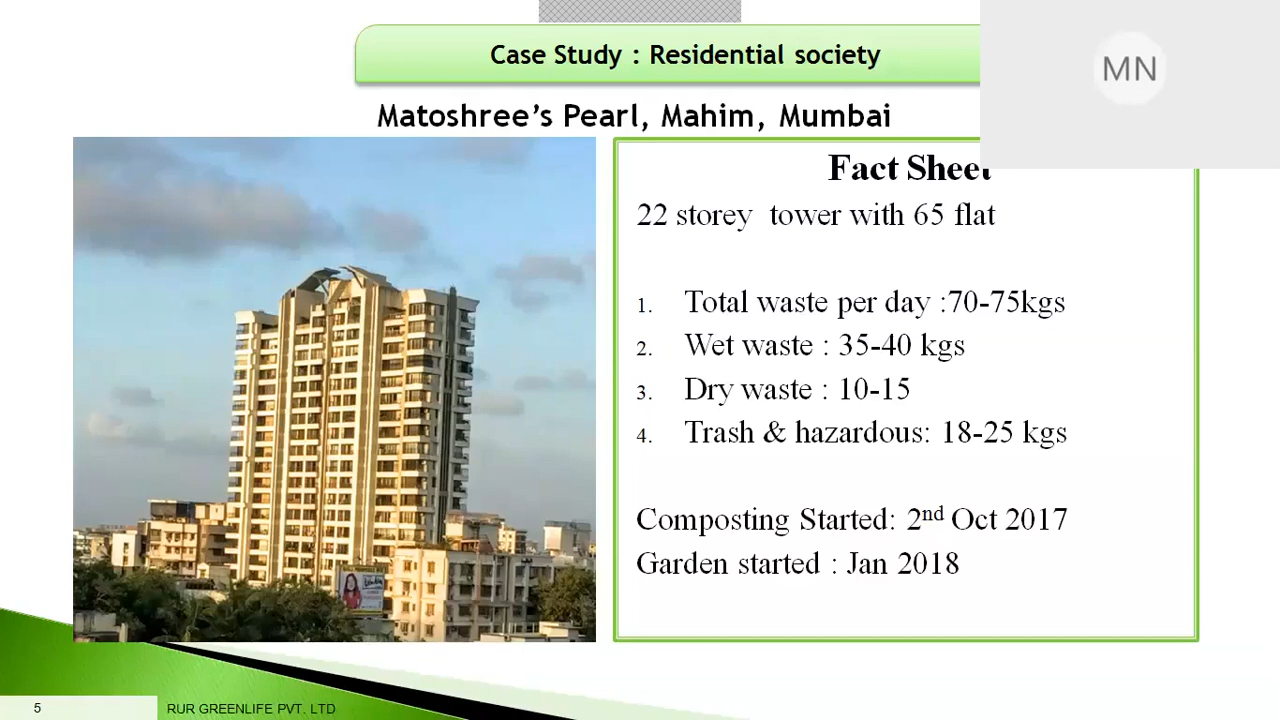 MN
Case Study : Residential society
Matoshree's Pearl, Mahim, Mumbai
Fact Sheet
22 storey tower with 65 flat
1. Total waste per day :70-75kgs
2. Wet waste : 35-40 kgs
3. Dry waste : 10-15
4. Trash & hazardous: 18-25 kgs
Composting Started: 2nd Oct 2017
Garden started : Jan 2018
5
RUR GREENLIFE PVT. LTD